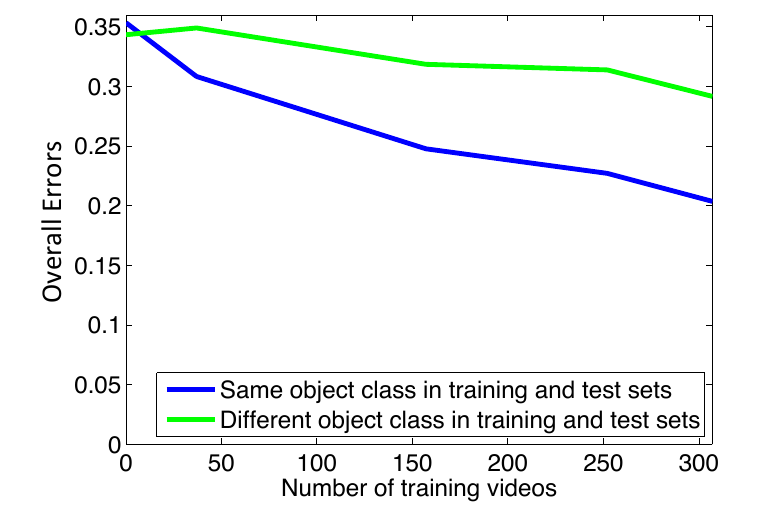 0.35
0.3
0.25
0.2
0.15
0.1
0.05
0
Overall Errors
Same object class in training and test sets
Different object class in training and test sets
0 50 100 150 200 250 300
Number of training videos